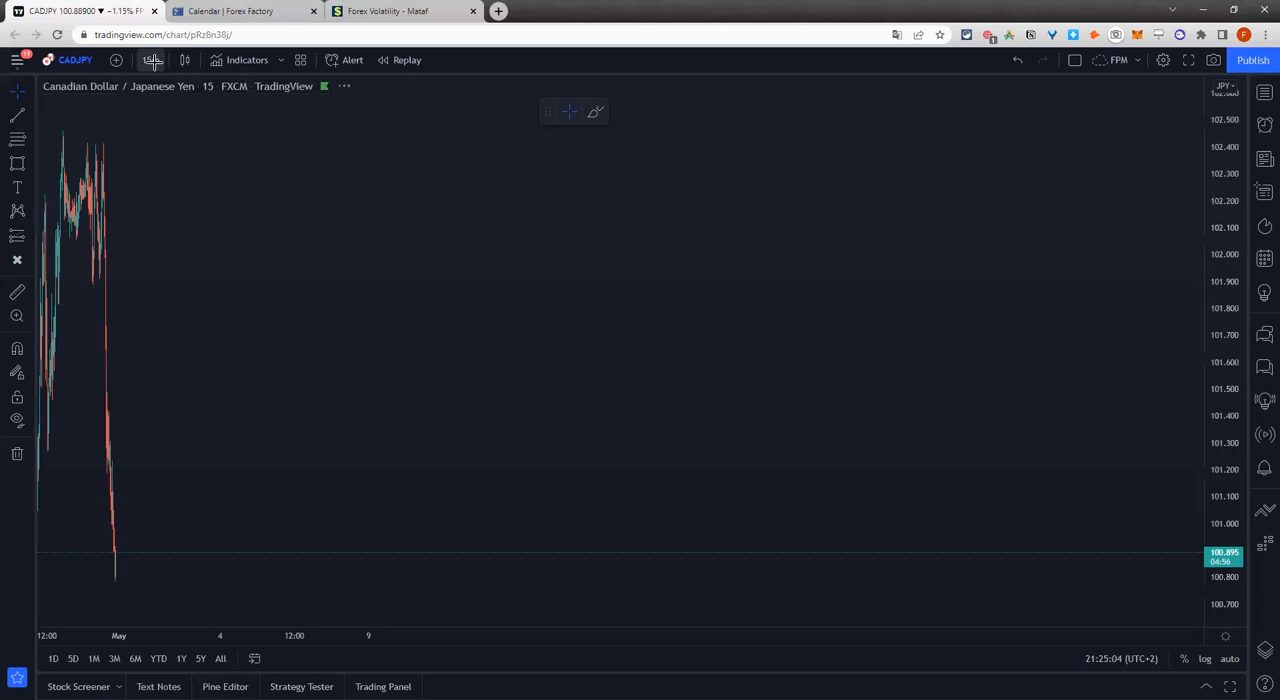 CADJPY 100.88900 ▼ −1.15% FPM
Calendar | Forex Factory
Forex Volatility - Mataf
tradingview.com/chart/pRz8n38j/
11
CADJPY
Indicators
Alert
Replay
FPM
Publish
Canadian Dollar / Japanese Yen · 15 · FXCM · TradingView
JPY
102.600
102.500
102.400
102.300
102.200
102.100
102.000
101.900
101.800
101.700
101.600
101.500
101.400
101.300
101.200
101.100
101.000
100.895
04:56
100.800
100.700
12:00
May
4
12:00
9
1D 5D 1M 3M 6M YTD 1Y 5Y All
21:25:04 (UTC+2)
% log auto
Stock Screener
Text Notes
Pine Editor
Strategy Tester
Trading Panel